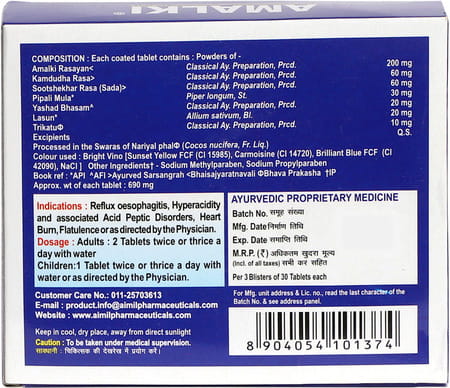 AMALKI
COMPOSITION : Each coated tablet contains : Powders of -
Amalki Rasayan< Classical Ay. Preparation, Prcd. 200 mg
Kamdudha Rasa> Classical Ay. Preparation, Prcd. 60 mg
Sootshekhar Rasa (Sada)> Classical Ay. Preparation, Prcd. 60 mg
Pipali Mula* Piper longum, St. 30 mg
Yashad Bhasam^ Classical Ay. Preparation, Prcd. 20 mg
Lasun* Allium sativum, Bl. 20 mg
TrikatuΦ Classical Ay. Preparation, Prcd. 10 mg
Excipients Q.S.
Processed in the Swaras of Nariyal phalΦ (Cocos nucifera, Fr. Liq.)
Colour used : Bright Vino [Sunset Yellow FCF (CI 15985), Carmoisine (CI 14720), Brilliant Blue FCF (CI
42090), NaCl ] Other Ingredients† - Sodium Methylparaben, Sodium Propylparaben
Book ref : *API ^AFI >Ayurved Sarsangrah <Bhaisajyaratnavali ΦBhava Prakasha †IP
Approx. wt of each tablet : 690 mg
Indications : Reflux oesophagitis, Hyperacidity
and associated Acid Peptic Disorders, Heart
Burn, Flatulence or as directed by the Physician.
Dosage : Adults : 2 Tablets twice or thrice a
day with water
Children:1 Tablet twice or thrice a day with
water or as directed by the Physician.
AYURVEDIC PROPRIETARY MEDICINE
Batch No. समूह संख्या
Mfg. Date निर्माण तिथि
Exp. Date समाप्ति तिथि
M.R.P. (₹) अधिकतम खुदरा मूल्य
(Incl. of all taxes) सभी कर सहित
Per 3 Blisters of 30 Tablets each
Customer Care No.: 011-25703613
E-mail : product.info@aimilpharmaceuticals.com
Website : www.aimilpharmaceuticals.com
For Mfg. unit address & Lic. no., read the last character of the
Batch No. & see address panel.
Keep in cool, dry place, away from direct sunlight
Caution : To be taken under medical supervision.
सावधानी : चिकित्सक की देखरेख में प्रयोग करें।
8 904054 101374